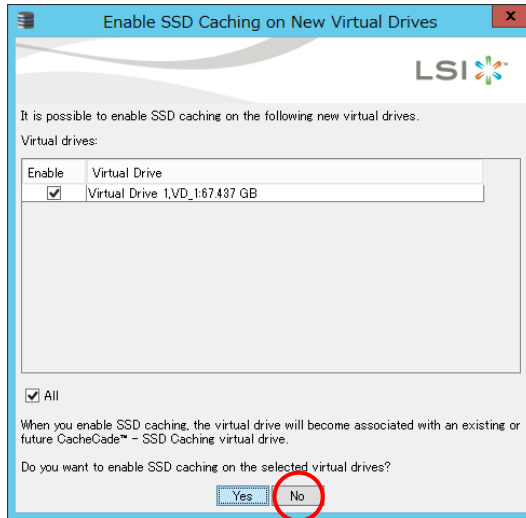 Enable SSD Caching on New Virtual Drives
x
LSI
It is possible to enable SSD caching on the following new virtual drives.
Virtual drives:
Enable Virtual Drive
Virtual Drive 1,VD_1:67.437 GB
All
When you enable SSD caching, the virtual drive will become associated with an existing or
future CacheCade™ - SSD Caching virtual drive.
Do you want to enable SSD caching on the selected virtual drives?
Yes No